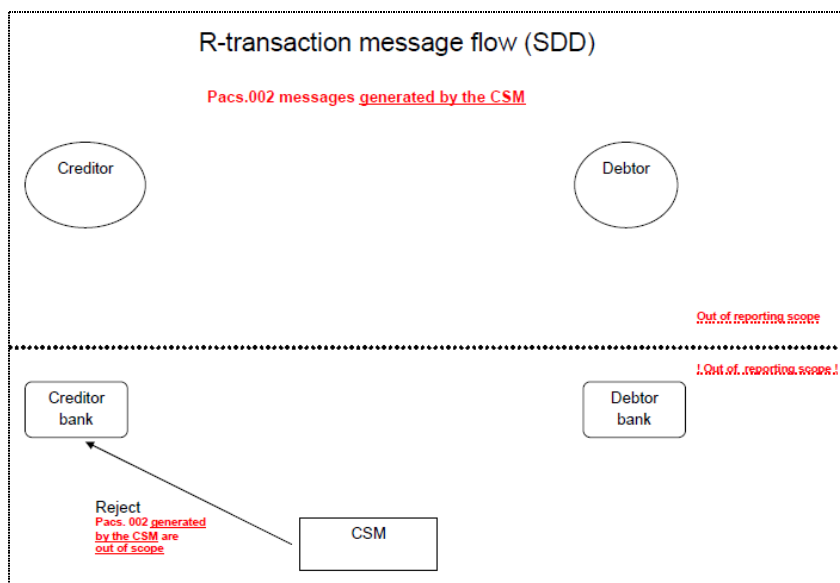 R-transaction message flow (SDD)
Pacs.002 messages generated by the CSM
Creditor
Debtor
Out of reporting scope
! Out of reporting scope !
Creditor
bank
Debtor
bank
Reject
Pacs. 002 generated
by the CSM are
out of scope
CSM